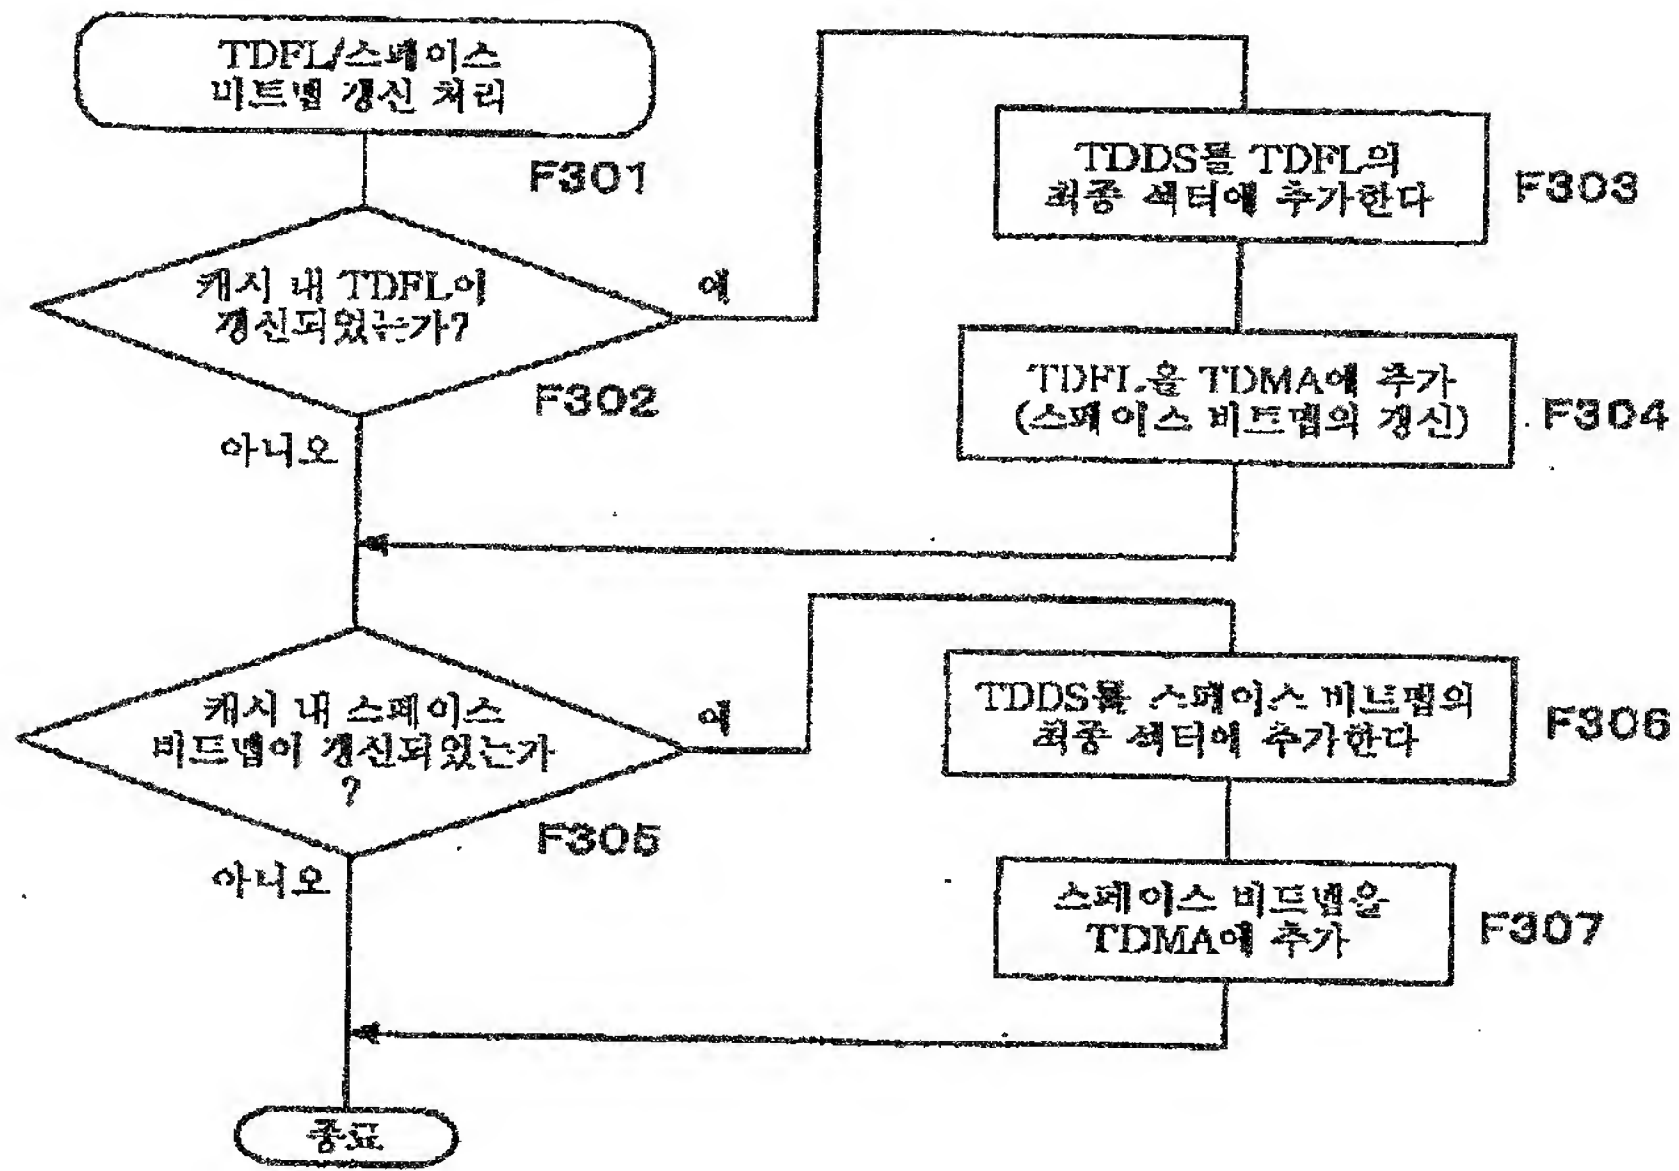 TDFL/스페이스
비트맵 갱신 처리
F301
캐시 내 TDFL이
갱신되었는가?
예
F302
아니오
TDDS를 TDFL의
최종 섹터에 추가한다
F303
TDFL을 TDMA에 추가
(스페이스 비트맵의 갱신)
F304
캐시 내 스페이스
비트맵이 갱신되었는가
?
예
F305
아니오
TDDS를 스페이스 비트맵의
최종 섹터에 추가한다
F306
스페이스 비트맵을
TDMA에 추가
F307
종료